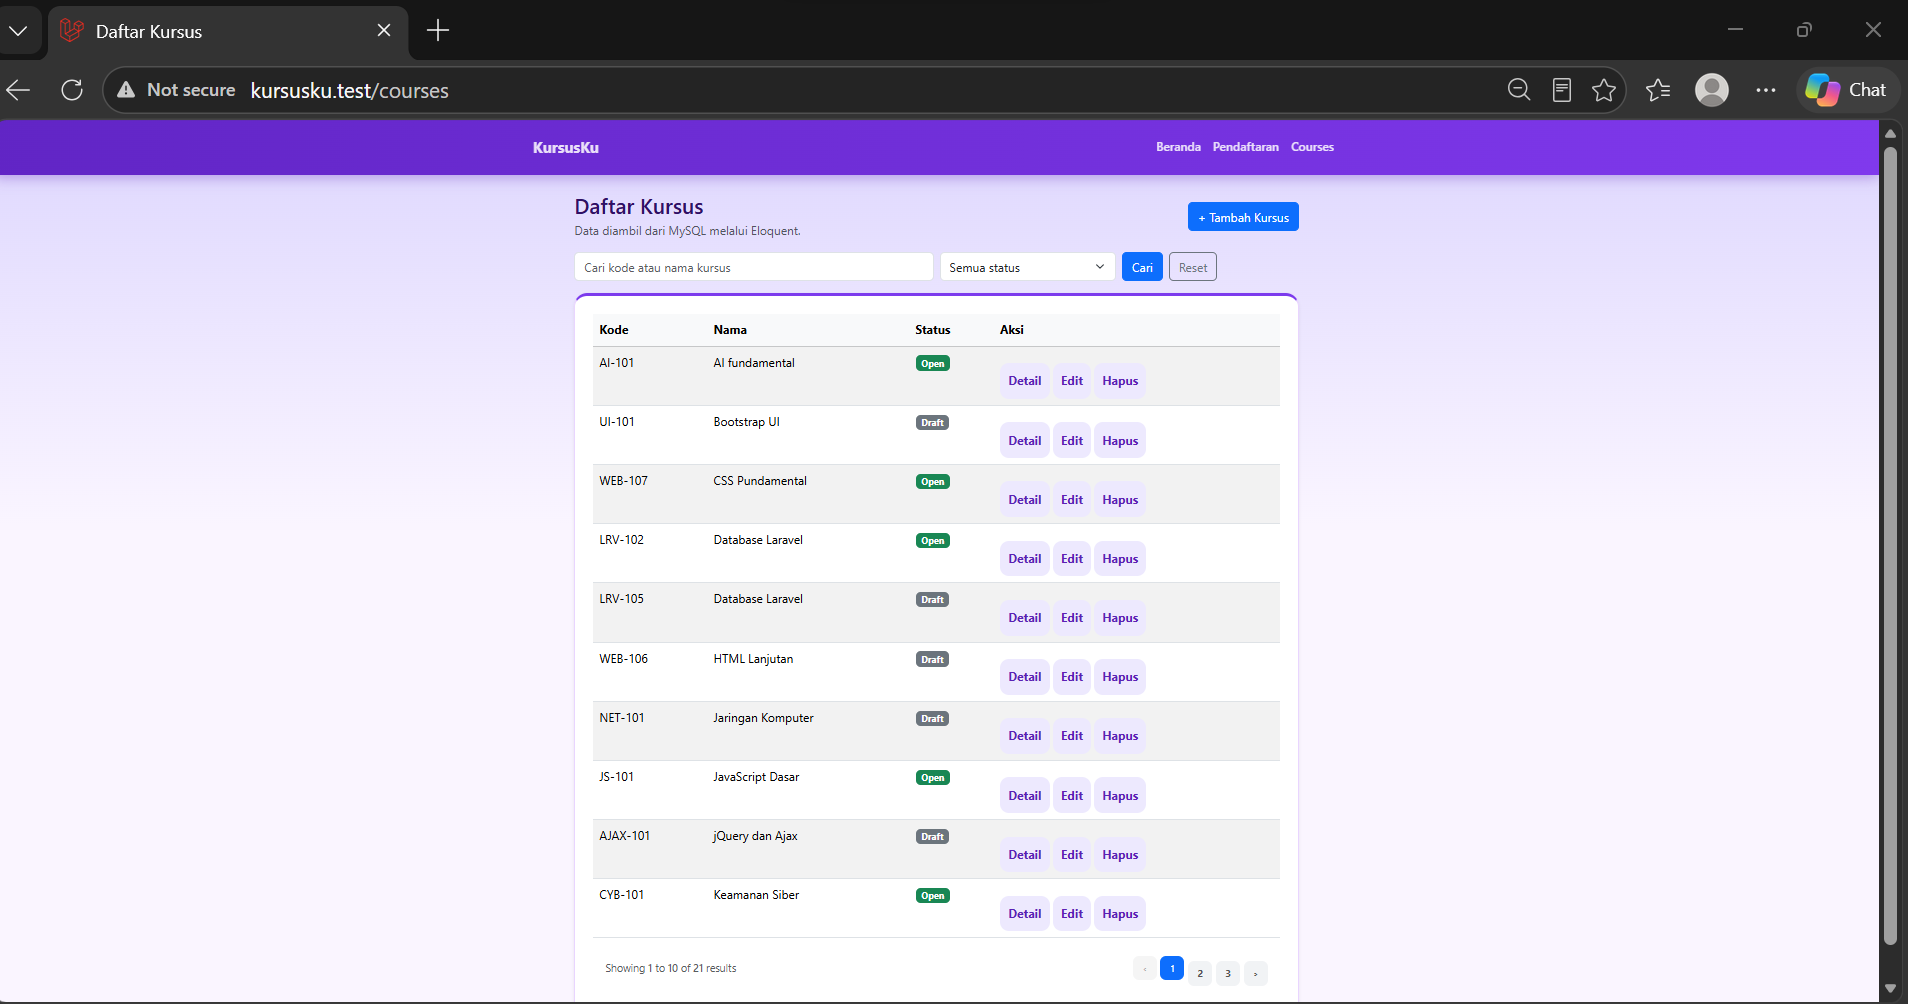 Daftar Kursus
Not secure kursusku.test/courses
Chat
KursusKu
Beranda Pendaftaran Courses
Daftar Kursus
+ Tambah Kursus
Data diambil dari MySQL melalui Eloquent.
Cari kode atau nama kursus
Semua status
Cari
Reset
Kode Nama Status Aksi
AI-101 AI fundamental Open Detail Edit Hapus
UI-101 Bootstrap UI Draft Detail Edit Hapus
WEB-107 CSS Pundamental Open Detail Edit Hapus
LRV-102 Database Laravel Open Detail Edit Hapus
LRV-105 Database Laravel Draft Detail Edit Hapus
WEB-106 HTML Lanjutan Draft Detail Edit Hapus
NET-101 Jaringan Komputer Draft Detail Edit Hapus
JS-101 JavaScript Dasar Open Detail Edit Hapus
AJAX-101 jQuery dan Ajax Draft Detail Edit Hapus
CYB-101 Keamanan Siber Open Detail Edit Hapus
Showing 1 to 10 of 21 results
‹ 1 2 3 ›